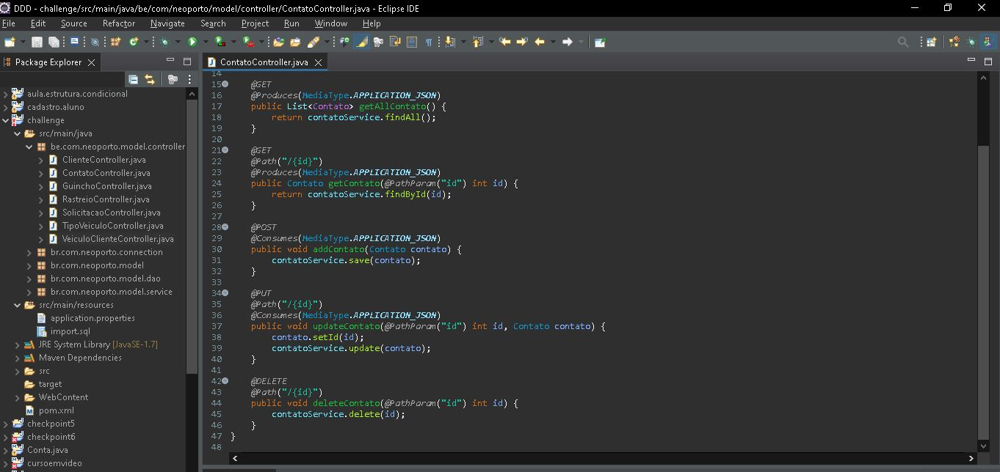 DDD - challenge/src/main/java/be/com/neoporto/model/controller/ContatoController.java - Eclipse IDE
File Edit Source Refactor Navigate Search Project Run Window Help
Package Explorer
aula.estrutura.condicional
cadastro.aluno
challenge
src/main/java
be.com.neoporto.model.controller
ClienteController.java
ContatoController.java
GuinchoController.java
RastreioController.java
SolicitacaoController.java
TipoVeiculoController.java
VeiculoClienteController.java
br.com.neoporto.connection
br.com.neoporto.model
br.com.neoporto.model.dao
br.com.neoporto.model.service
src/main/resources
application.properties
import.sql
JRE System Library [JavaSE-1.7]
Maven Dependencies
src
target
WebContent
pom.xml
checkpoint5
checkpoint6
Conta.java
cursoemvideo
ContatoController.java
14
15 @GET
16 @Produces(MediaType.APPLICATION_JSON)
17 public List<Contato> getAllContato() {
18 return contatoService.findAll();
19 }
20
21 @GET
22 @Path("/{id}")
23 @Produces(MediaType.APPLICATION_JSON)
24 public Contato getContato(@PathParam("id") int id) {
25 return contatoService.findById(id);
26 }
27
28 @POST
29 @Consumes(MediaType.APPLICATION_JSON)
30 public void addContato(Contato contato) {
31 contatoService.save(contato);
32 }
33
34 @PUT
35 @Path("/{id}")
36 @Consumes(MediaType.APPLICATION_JSON)
37 public void updateContato(@PathParam("id") int id, Contato contato) {
38 contato.setId(id);
39 contatoService.update(contato);
40 }
41
42 @DELETE
43 @Path("/{id}")
44 public void deleteContato(@PathParam("id") int id) {
45 contatoService.delete(id);
46 }
47 }
48